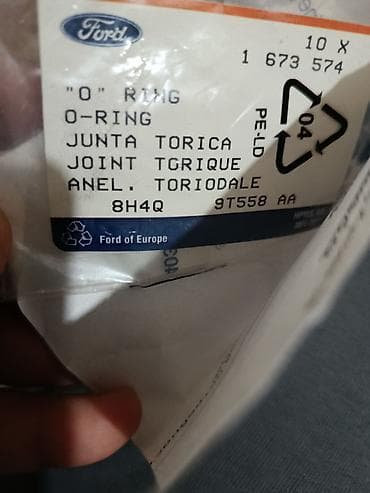 Ford
10 X
1 673 574
"O" RING
O-RING
JUNTA TORICA
JOINT TORIQUE
ANEL. TORIODALE
8H4Q 9T558 AA
04
PE-LD
Ford of Europe